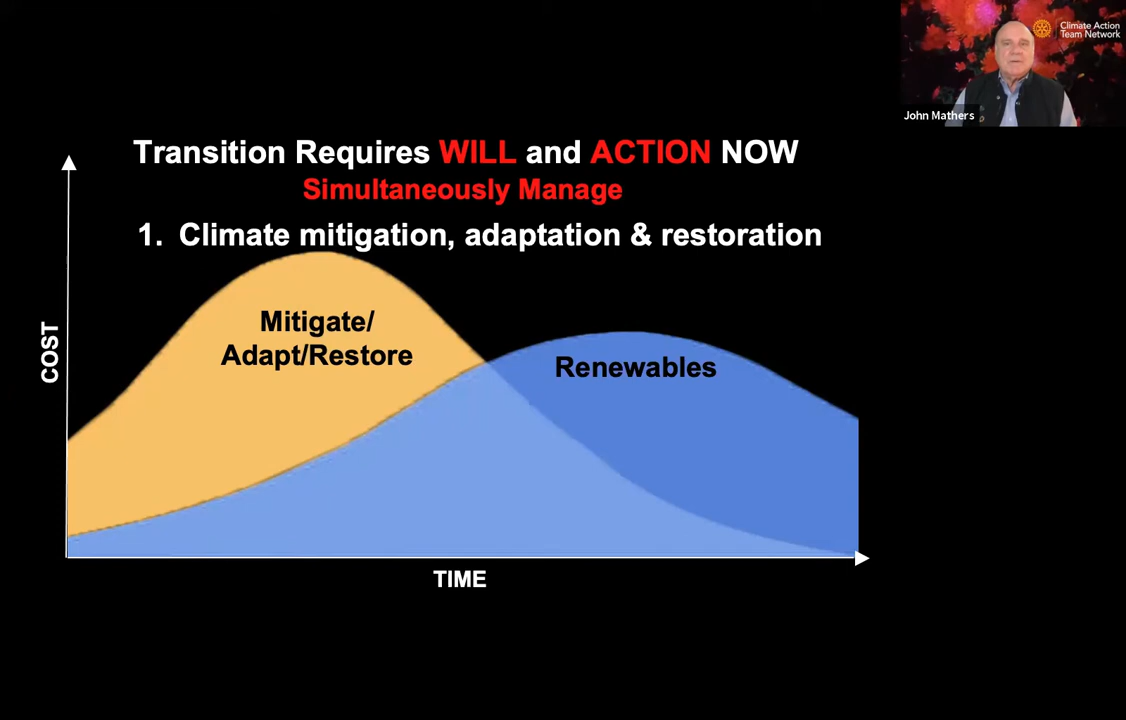 Climate Action
Team Network
John Mathers
Transition Requires WILL and ACTION NOW
Simultaneously Manage
1. Climate mitigation, adaptation & restoration
Mitigate/
Adapt/Restore
Renewables
COST
TIME